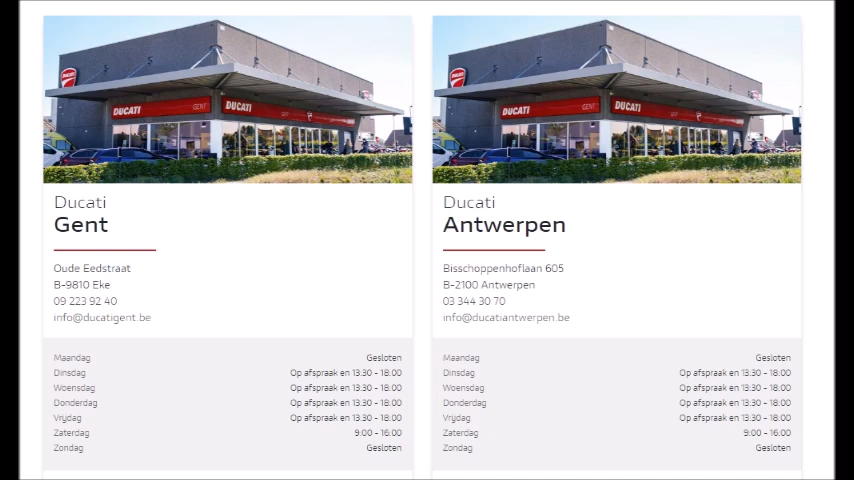 DUCATI GENT DUCATI
Ducati
Gent
Oude Eedstraat
B-9810 Eke
09 223 92 40
info@ducatigent.be
Maandag Gesloten
Dinsdag Op afspraak en 13:30 - 18:00
Woensdag Op afspraak en 13:30 - 18:00
Donderdag Op afspraak en 13:30 - 18:00
Vrijdag Op afspraak en 13:30 - 18:00
Zaterdag 9:00 - 16:00
Zondag Gesloten
DUCATI GENT DUCATI
Ducati
Antwerpen
Bisschoppenhoflaan 605
B-2100 Antwerpen
03 344 30 70
info@ducatiantwerpen.be
Maandag Gesloten
Dinsdag Op afspraak en 13:30 - 18:00
Woensdag Op afspraak en 13:30 - 18:00
Donderdag Op afspraak en 13:30 - 18:00
Vrijdag Op afspraak en 13:30 - 18:00
Zaterdag 9:00 - 16:00
Zondag Gesloten